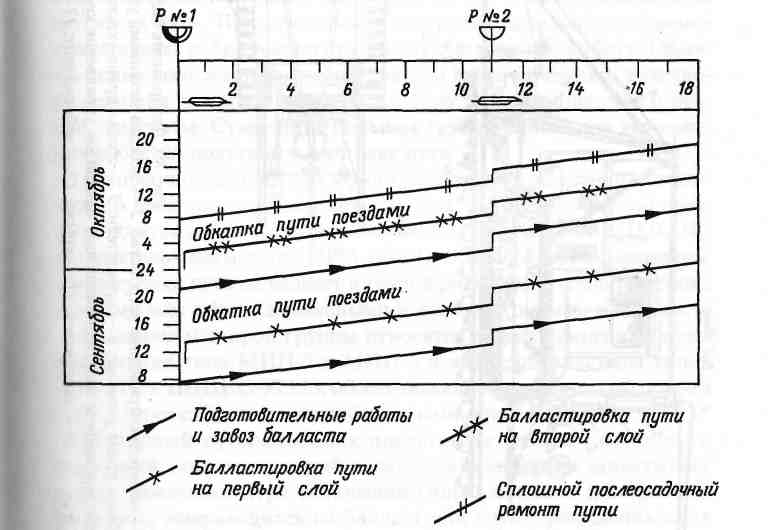 Р №1 Р №2
2 4 6 8 10 12 14 16 18
Октябрь
20
16
12
8
4
Сентябрь
24
20
16
12
8
Обкатка пути поездами
Обкатка пути поездами
Подготовительные работы
и завоз балласта
Балластировка пути
на первый слой
Балластировка пути
на второй слой
Сплошной послеосадочный
ремонт пути